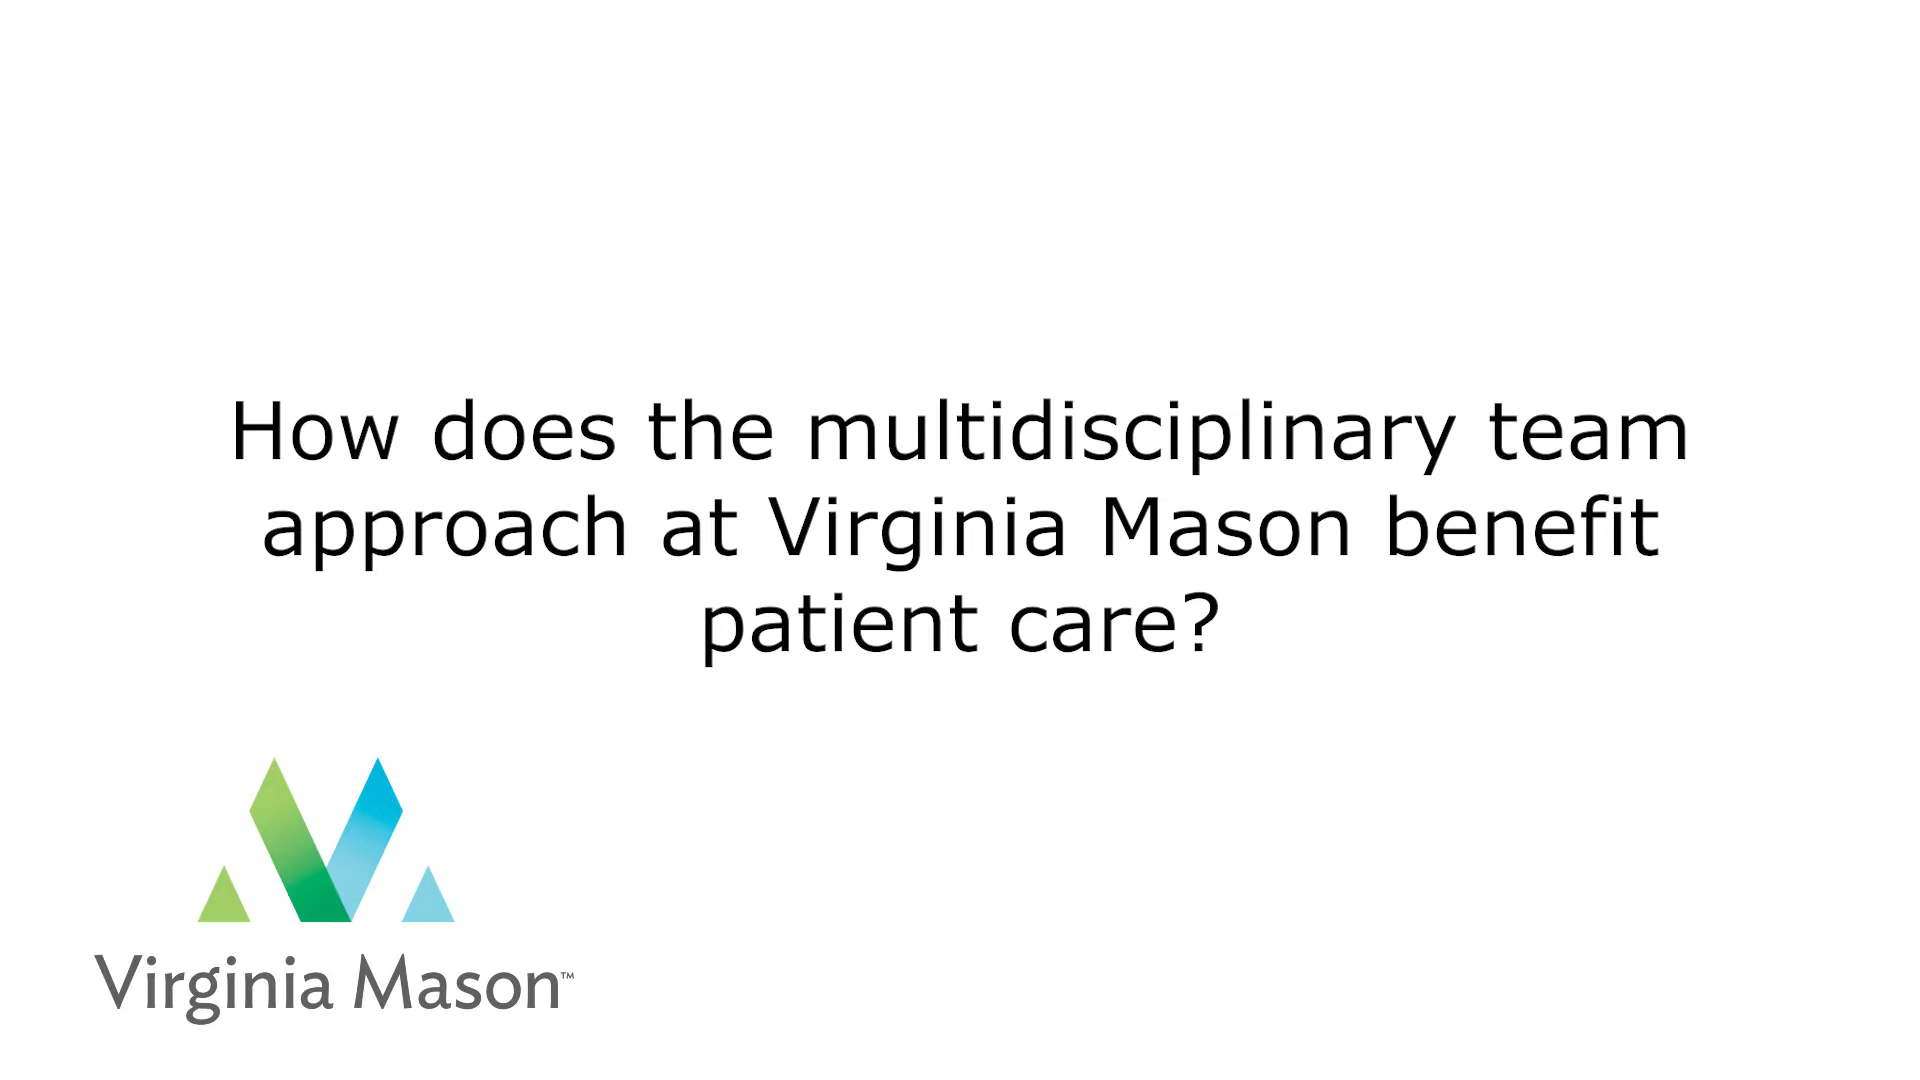 How does the multidisciplinary team
approach at Virginia Mason benefit
patient care?
Virginia Mason™